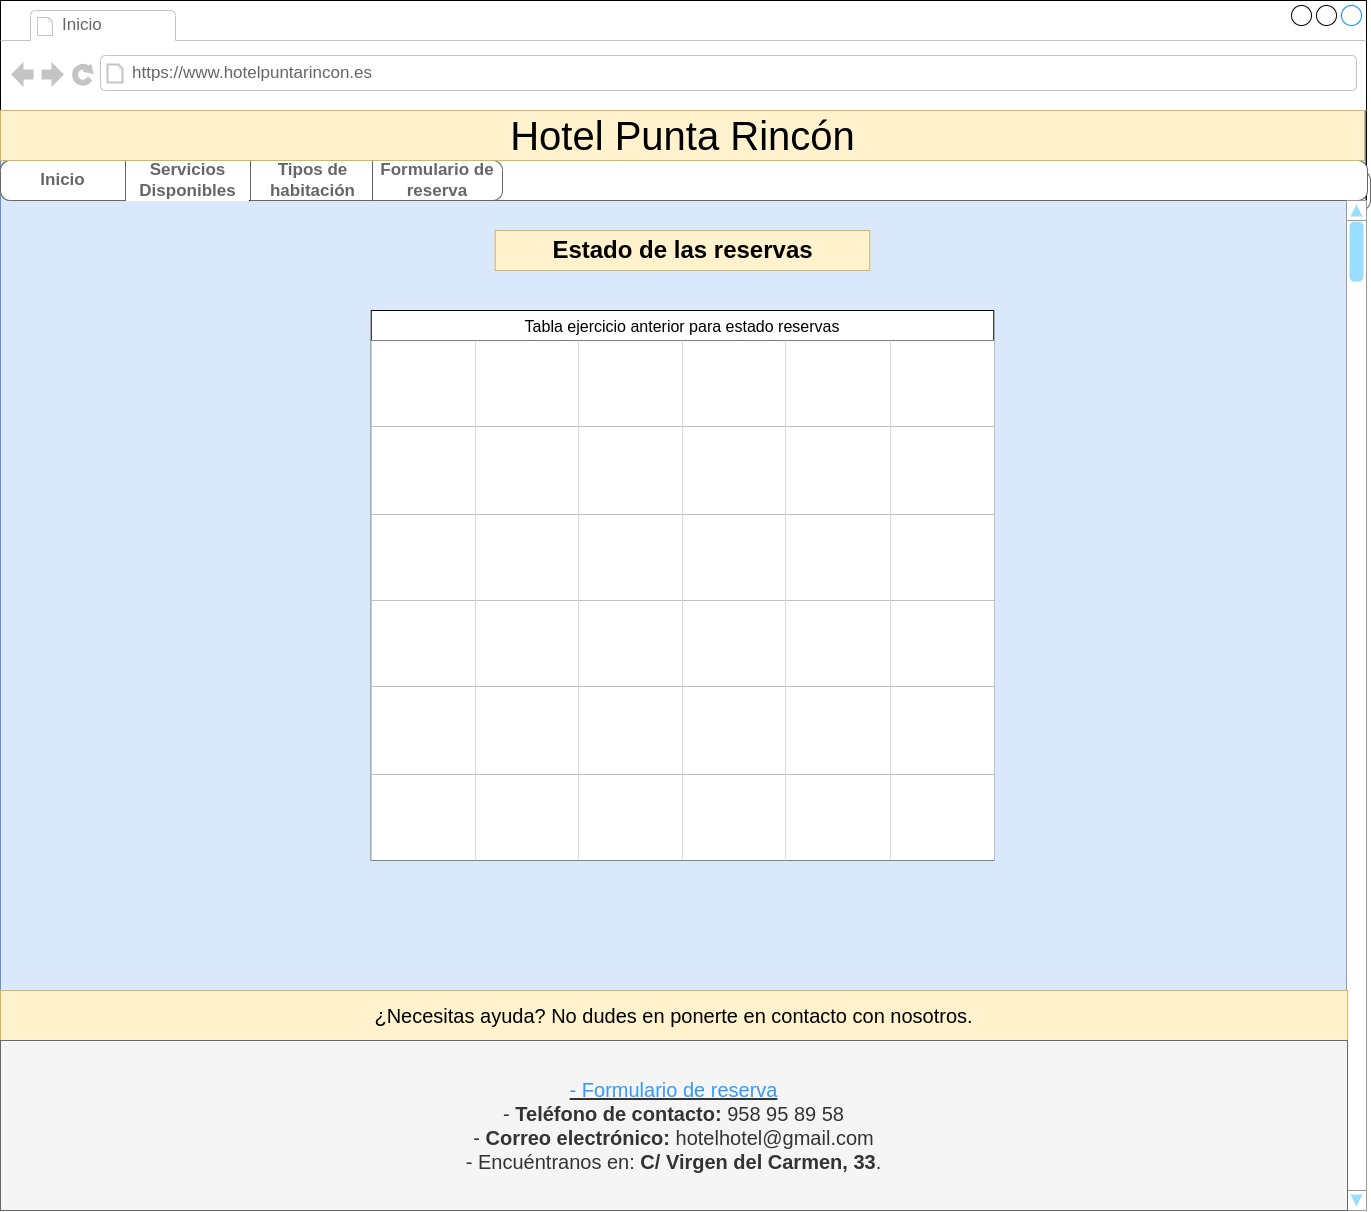 Inicio
https://www.hotelpuntarincon.es
Hotel Punta Rincón
Inicio
Servicios
Disponibles
Tipos de
habitación
Formulario de
reserva
Estado de las reservas
Tabla ejercicio anterior para estado reservas
¿Necesitas ayuda? No dudes en ponerte en contacto con nosotros.
- Formulario de reserva
- Teléfono de contacto: 958 95 89 58
- Correo electrónico: hotelhotel@gmail.com
- Encuéntranos en: C/ Virgen del Carmen, 33.